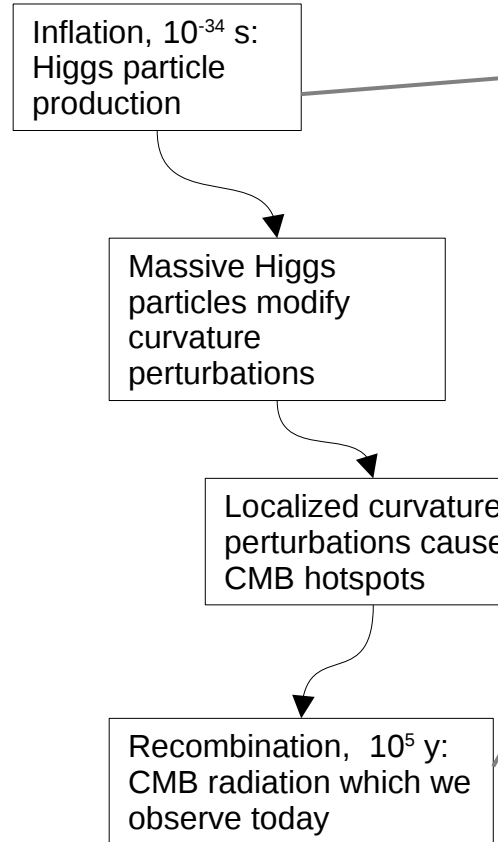 Inflation, 10⁻³⁴ s:
Higgs particle
production
Massive Higgs
particles modify
curvature
perturbations
Localized curvature
perturbations cause
CMB hotspots
Recombination,  10⁵ y:
CMB radiation which we
observe today